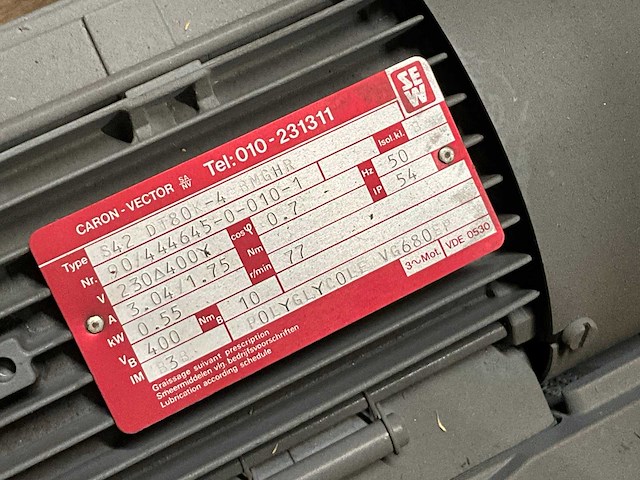 SEW
CARON-VECTOR SA/NV Tel: 010-231311
Type S42 DT80K-4 BMGHR Isol.kl.
Nr. 90/444645-0-010-1 Hz 50
V 230Δ400Y cosφ 0.7 IP 54
A 3.04/1.75 Nm
kW 0.55 r/min 77
VB 400 NmB 10 POLYGLYCOLE VG680EP
IM B3 3~Mot. VDE 0530
Graissage suivant prescription
Smeermiddelen vlg bedrijfsvoorschriften
Lubrication according schedule